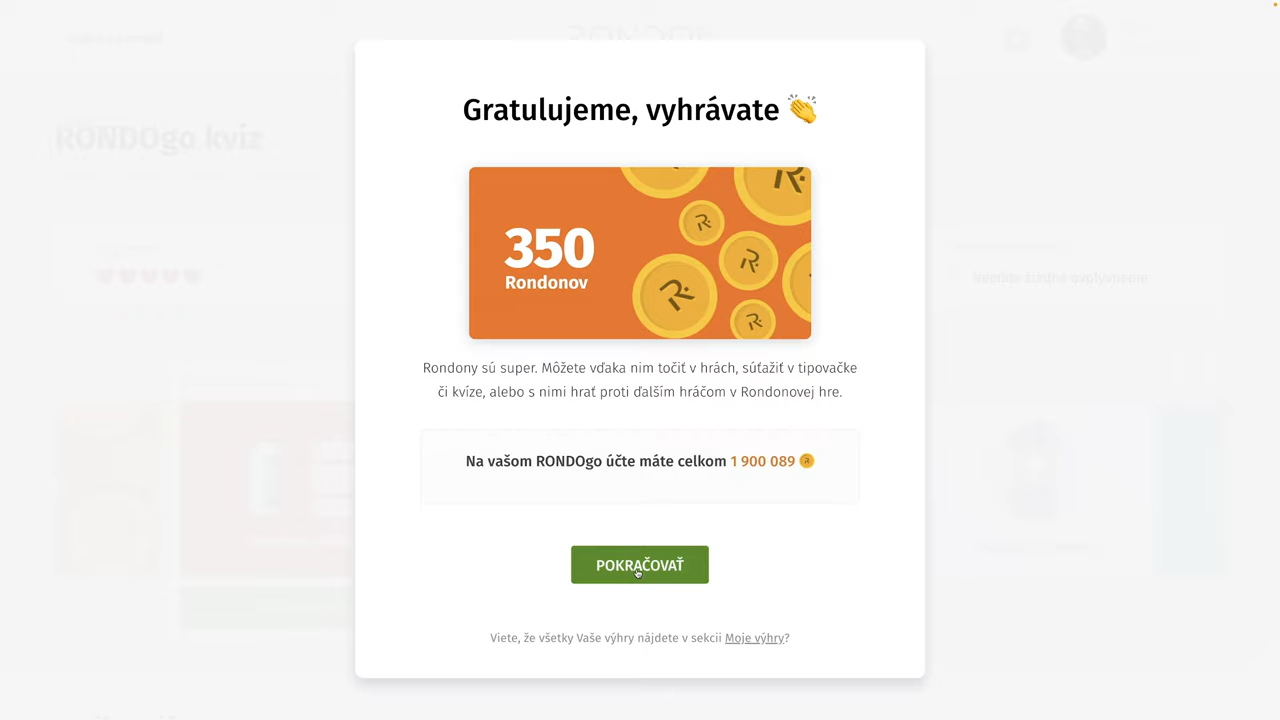 RONDOgo kvíz
Gratulujeme, vyhrávate
350
Rondonov
Rondony sú super. Môžete vďaka nim točiť v hrách, súťažiť v tipovačke
či kvíze, alebo s nimi hrať proti ďalším hráčom v Rondonovej hre.
Na vašom RONDOgo účte máte celkom 1 900 089
POKRAČOVAŤ
Viete, že všetky Vaše výhry nájdete v sekcii Moje výhry?